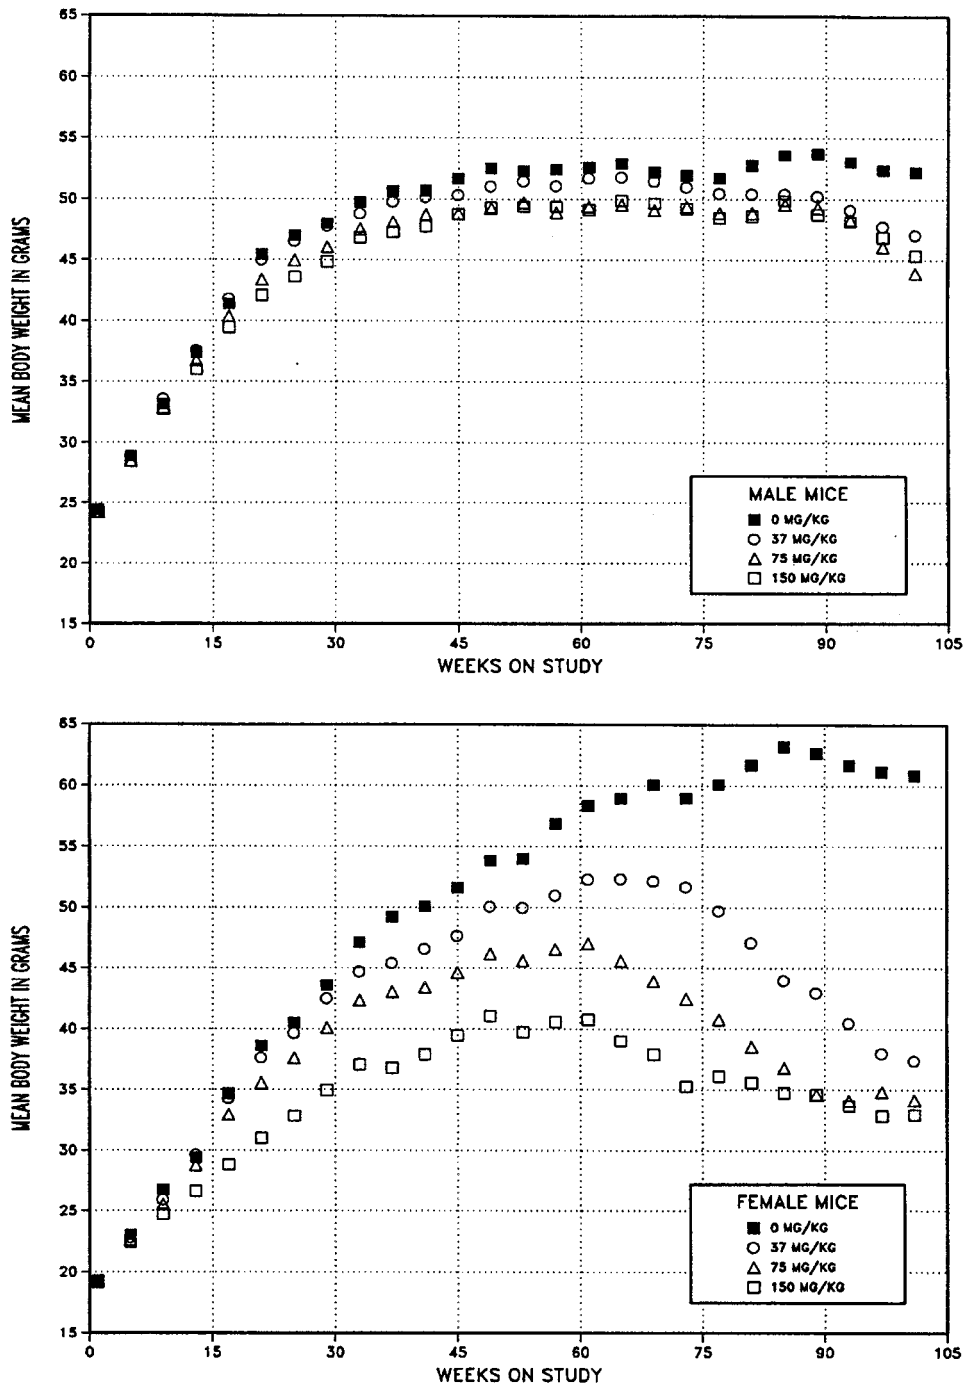 65
60
55
50
45
40
35
30
25
20
15
MEAN BODY WEIGHT IN GRAMS
MALE MICE
0 MG/KG
37 MG/KG
75 MG/KG
150 MG/KG
0 15 30 45 60 75 90 105
WEEKS ON STUDY
65
60
55
50
45
40
35
30
25
20
15
MEAN BODY WEIGHT IN GRAMS
FEMALE MICE
0 MG/KG
37 MG/KG
75 MG/KG
150 MG/KG
0 15 30 45 60 75 90 105
WEEKS ON STUDY